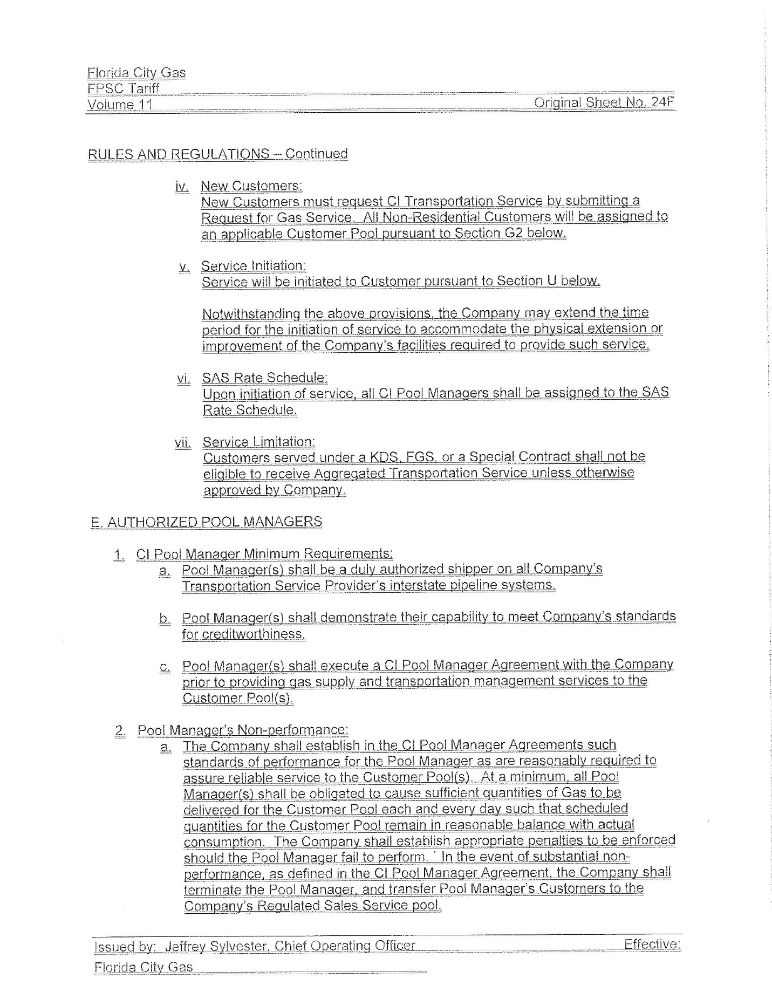 Florida City Gas
FPSC Tariff
Volume 11 Original Sheet No. 24F
RULES AND REGULATIONS – Continued
iv. New Customers:
New Customers must request CI Transportation Service by submitting a
Request for Gas Service. All Non-Residential Customers will be assigned to
an applicable Customer Pool pursuant to Section G2 below.
v. Service Initiation:
Service will be initiated to Customer pursuant to Section U below.
Notwithstanding the above provisions, the Company may extend the time
period for the initiation of service to accommodate the physical extension or
improvement of the Company's facilities required to provide such service.
vi. SAS Rate Schedule:
Upon initiation of service, all CI Pool Managers shall be assigned to the SAS
Rate Schedule.
vii. Service Limitation:
Customers served under a KDS, FGS, or a Special Contract shall not be
eligible to receive Aggregated Transportation Service unless otherwise
approved by Company.
E. AUTHORIZED POOL MANAGERS
1. CI Pool Manager Minimum Requirements:
a. Pool Manager(s) shall be a duly authorized shipper on all Company's
Transportation Service Provider's interstate pipeline systems.
b. Pool Manager(s) shall demonstrate their capability to meet Company's standards
for creditworthiness.
c. Pool Manager(s) shall execute a CI Pool Manager Agreement with the Company
prior to providing gas supply and transportation management services to the
Customer Pool(s).
2. Pool Manager's Non-performance:
a. The Company shall establish in the CI Pool Manager Agreements such
standards of performance for the Pool Manager as are reasonably required to
assure reliable service to the Customer Pool(s). At a minimum, all Pool
Manager(s) shall be obligated to cause sufficient quantities of Gas to be
delivered for the Customer Pool each and every day such that scheduled
quantities for the Customer Pool remain in reasonable balance with actual
consumption. The Company shall establish appropriate penalties to be enforced
should the Pool Manager fail to perform. ` In the event of substantial non-
performance, as defined in the CI Pool Manager Agreement, the Company shall
terminate the Pool Manager, and transfer Pool Manager's Customers to the
Company's Regulated Sales Service pool.
Issued by: Jeffrey Sylvester, Chief Operating Officer Effective:
Florida City Gas